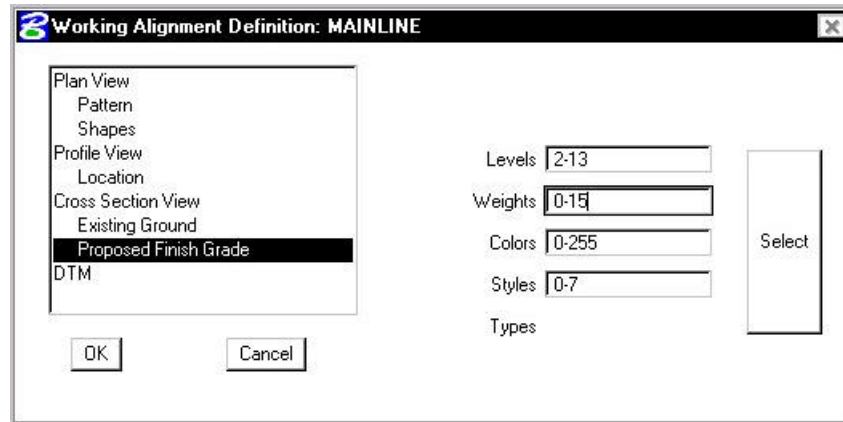 Working Alignment Definition: MAINLINE
Plan View
Pattern
Shapes
Profile View
Location
Cross Section View
Existing Ground
Proposed Finish Grade
DTM
Levels 2-13
Weights 0-15
Colors 0-255
Styles 0-7
Types
Select
OK Cancel